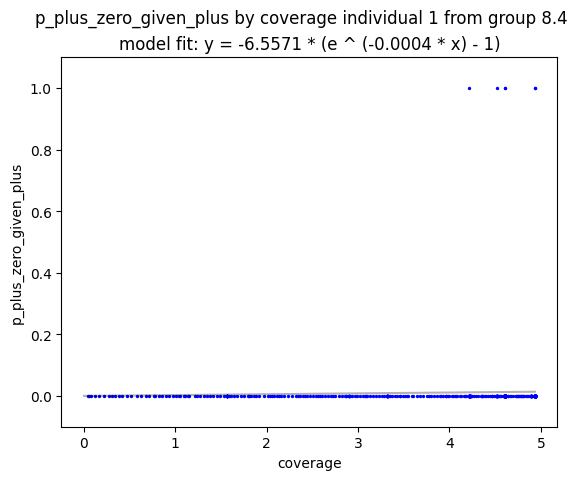 p_plus_zero_given_plus by coverage individual 1 from group 8.4
model fit: y = -6.5571 * (e ^ (-0.0004 * x) - 1)
p_plus_zero_given_plus
1.0
0.8
0.6
0.4
0.2
0.0
0 1 2 3 4 5
coverage